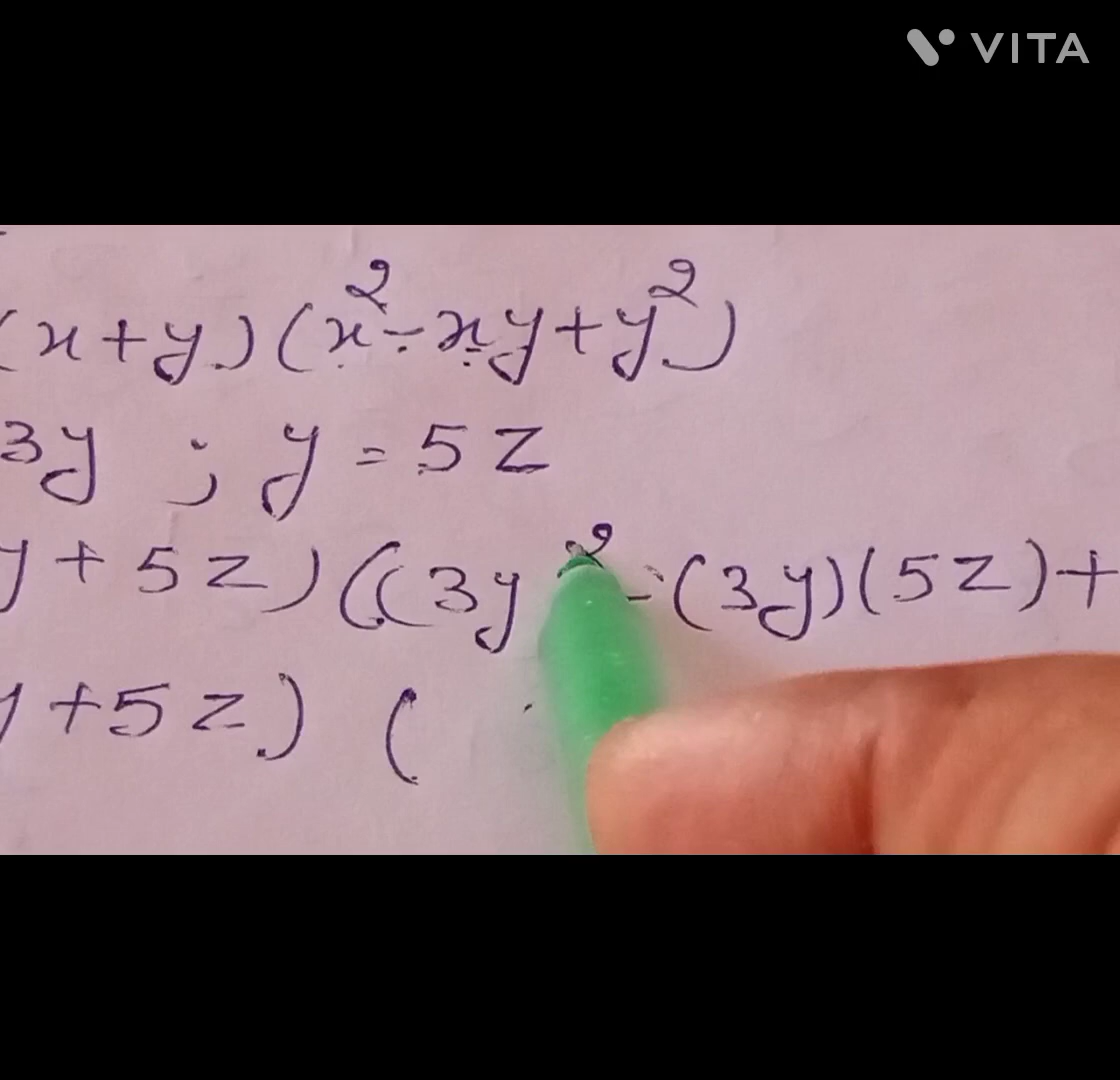 VITA
(x+y)(x²-xy+y²)
3y ; y = 5z
y + 5z)((3y ² - (3y)(5z)+
y +5z) (